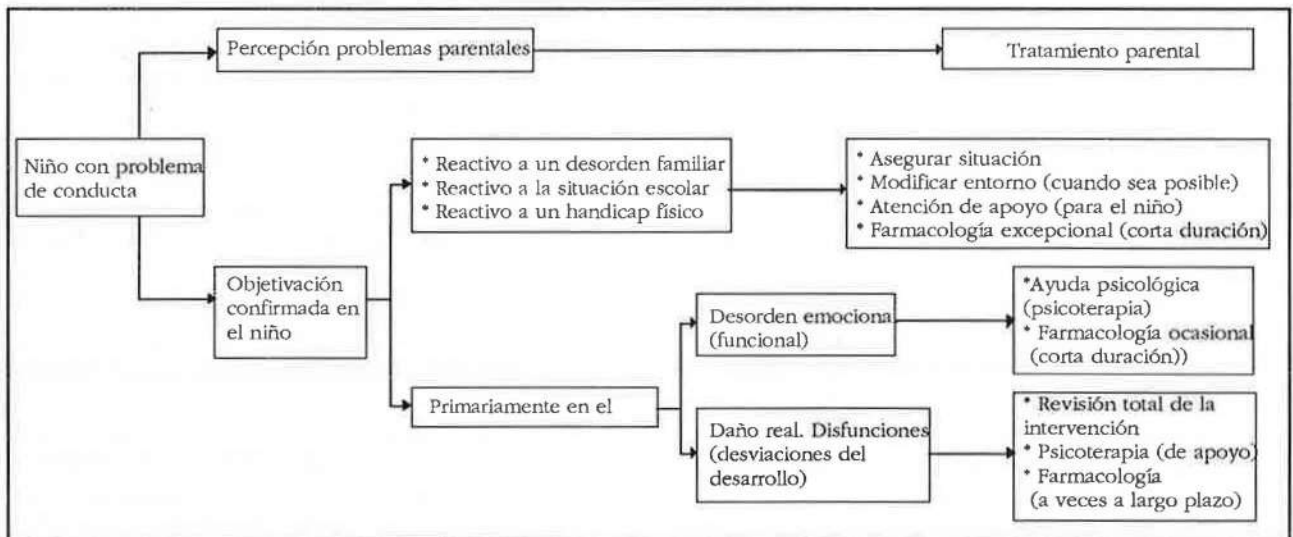 Percepción problemas parentales
Tratamiento parental
Niño con problema
de conducta
* Reactivo a un desorden familiar
* Reactivo a la situación escolar
* Reactivo a un handicap físico
* Asegurar situación
* Modificar entorno (cuando sea posible)
* Atención de apoyo (para el niño)
* Farmacología excepcional (corta duración)
Objetivación
confirmada en
el niño
Desorden emociona
(funcional)
*Ayuda psicológica
(psicoterapia)
* Farmacología ocasional
(corta duración))
Primariamente en el
Daño real. Disfunciones
(desviaciones del
desarrollo)
* Revisión total de la
intervención
* Psicoterapia (de apoyo)
* Farmacología
(a veces a largo plazo)